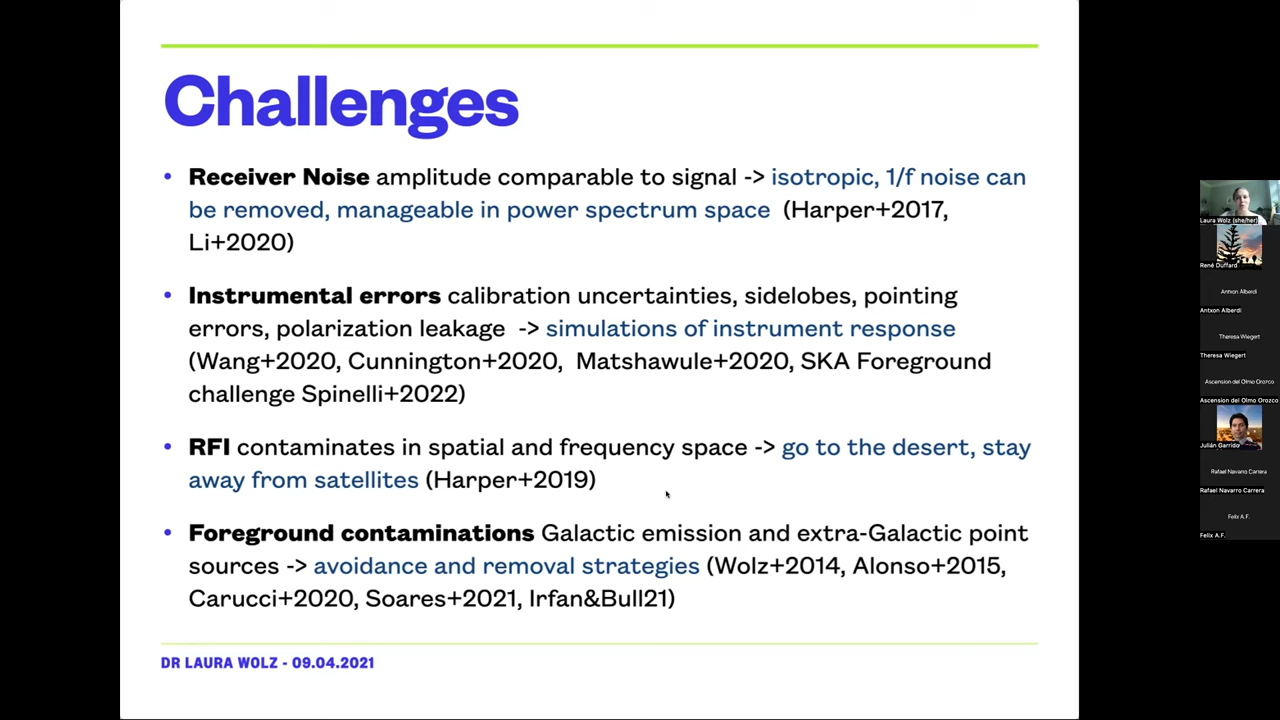 Challenges
• Receiver Noise amplitude comparable to signal -> isotropic, 1/f noise can
be removed, manageable in power spectrum space (Harper+2017,
Li+2020)
• Instrumental errors calibration uncertainties, sidelobes, pointing
errors, polarization leakage -> simulations of instrument response
(Wang+2020, Cunnington+2020, Matshawule+2020, SKA Foreground
challenge Spinelli+2022)
• RFI contaminates in spatial and frequency space -> go to the desert, stay
away from satellites (Harper+2019)
• Foreground contaminations Galactic emission and extra-Galactic point
sources -> avoidance and removal strategies (Wolz+2014, Alonso+2015,
Carucci+2020, Soares+2021, Irfan&Bull21)
DR LAURA WOLZ - 09.04.2021
Laura Wolz (she/her)
René Duffard
Antxon Alberdi
Antxon Alberdi
Theresa Wiegert
Theresa Wiegert
Ascension del Olmo Orozco
Ascension del Olmo Orozco
Julián Garrido
Rafael Navarro Carrera
Rafael Navarro Carrera
Felix A.F.
Felix A.F.